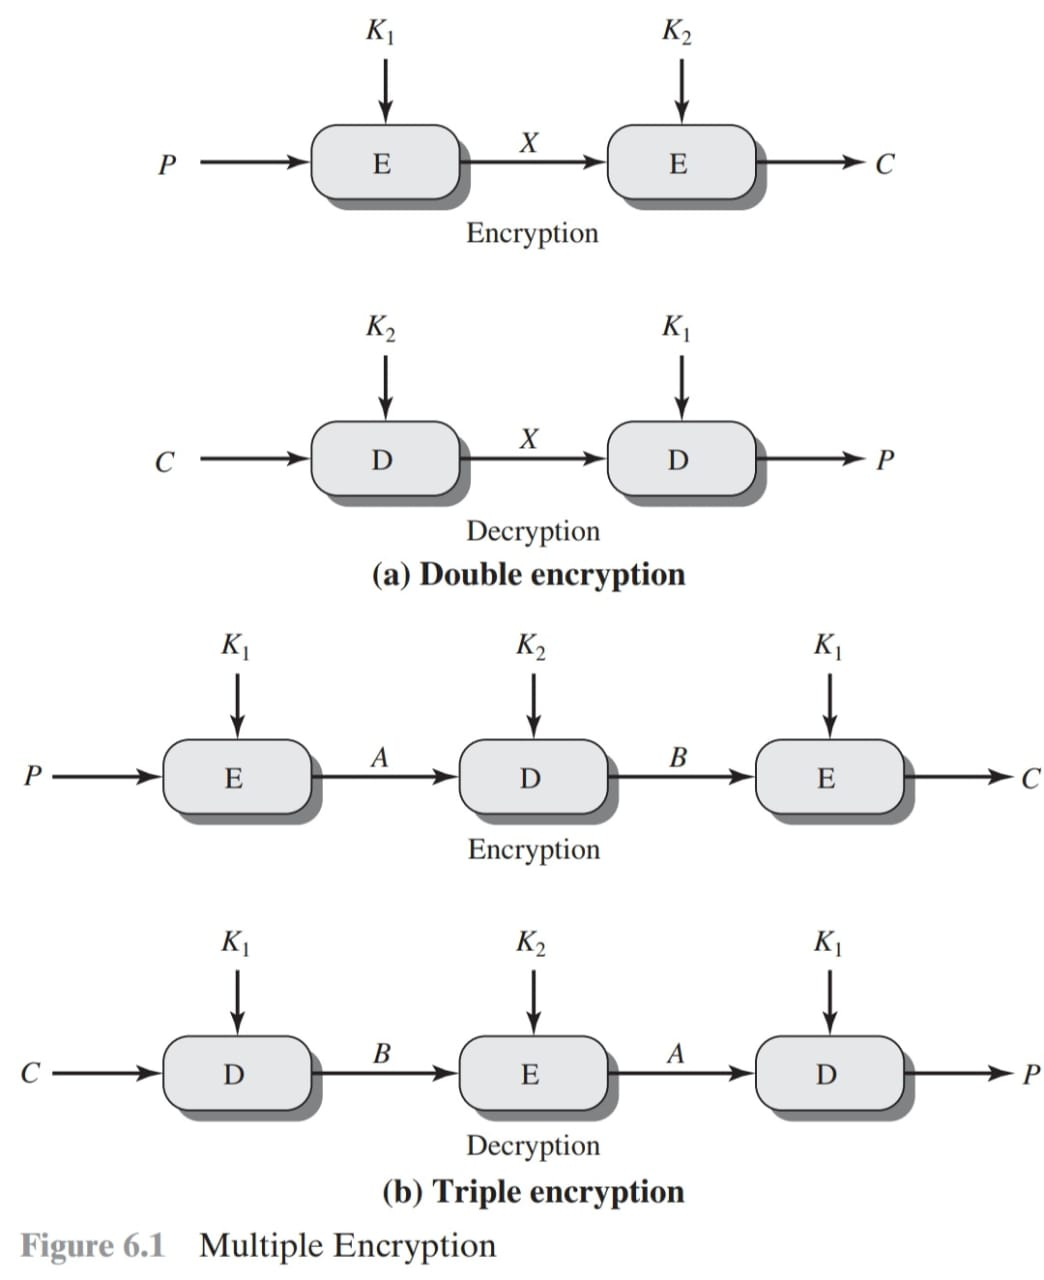 K1 K2
P E X E C
Encryption
K2 K1
C D X D P
Decryption
(a) Double encryption
K1 K2 K1
P E A D B E C
Encryption
K1 K2 K1
C D B E A D P
Decryption
(b) Triple encryption
Figure 6.1 Multiple Encryption